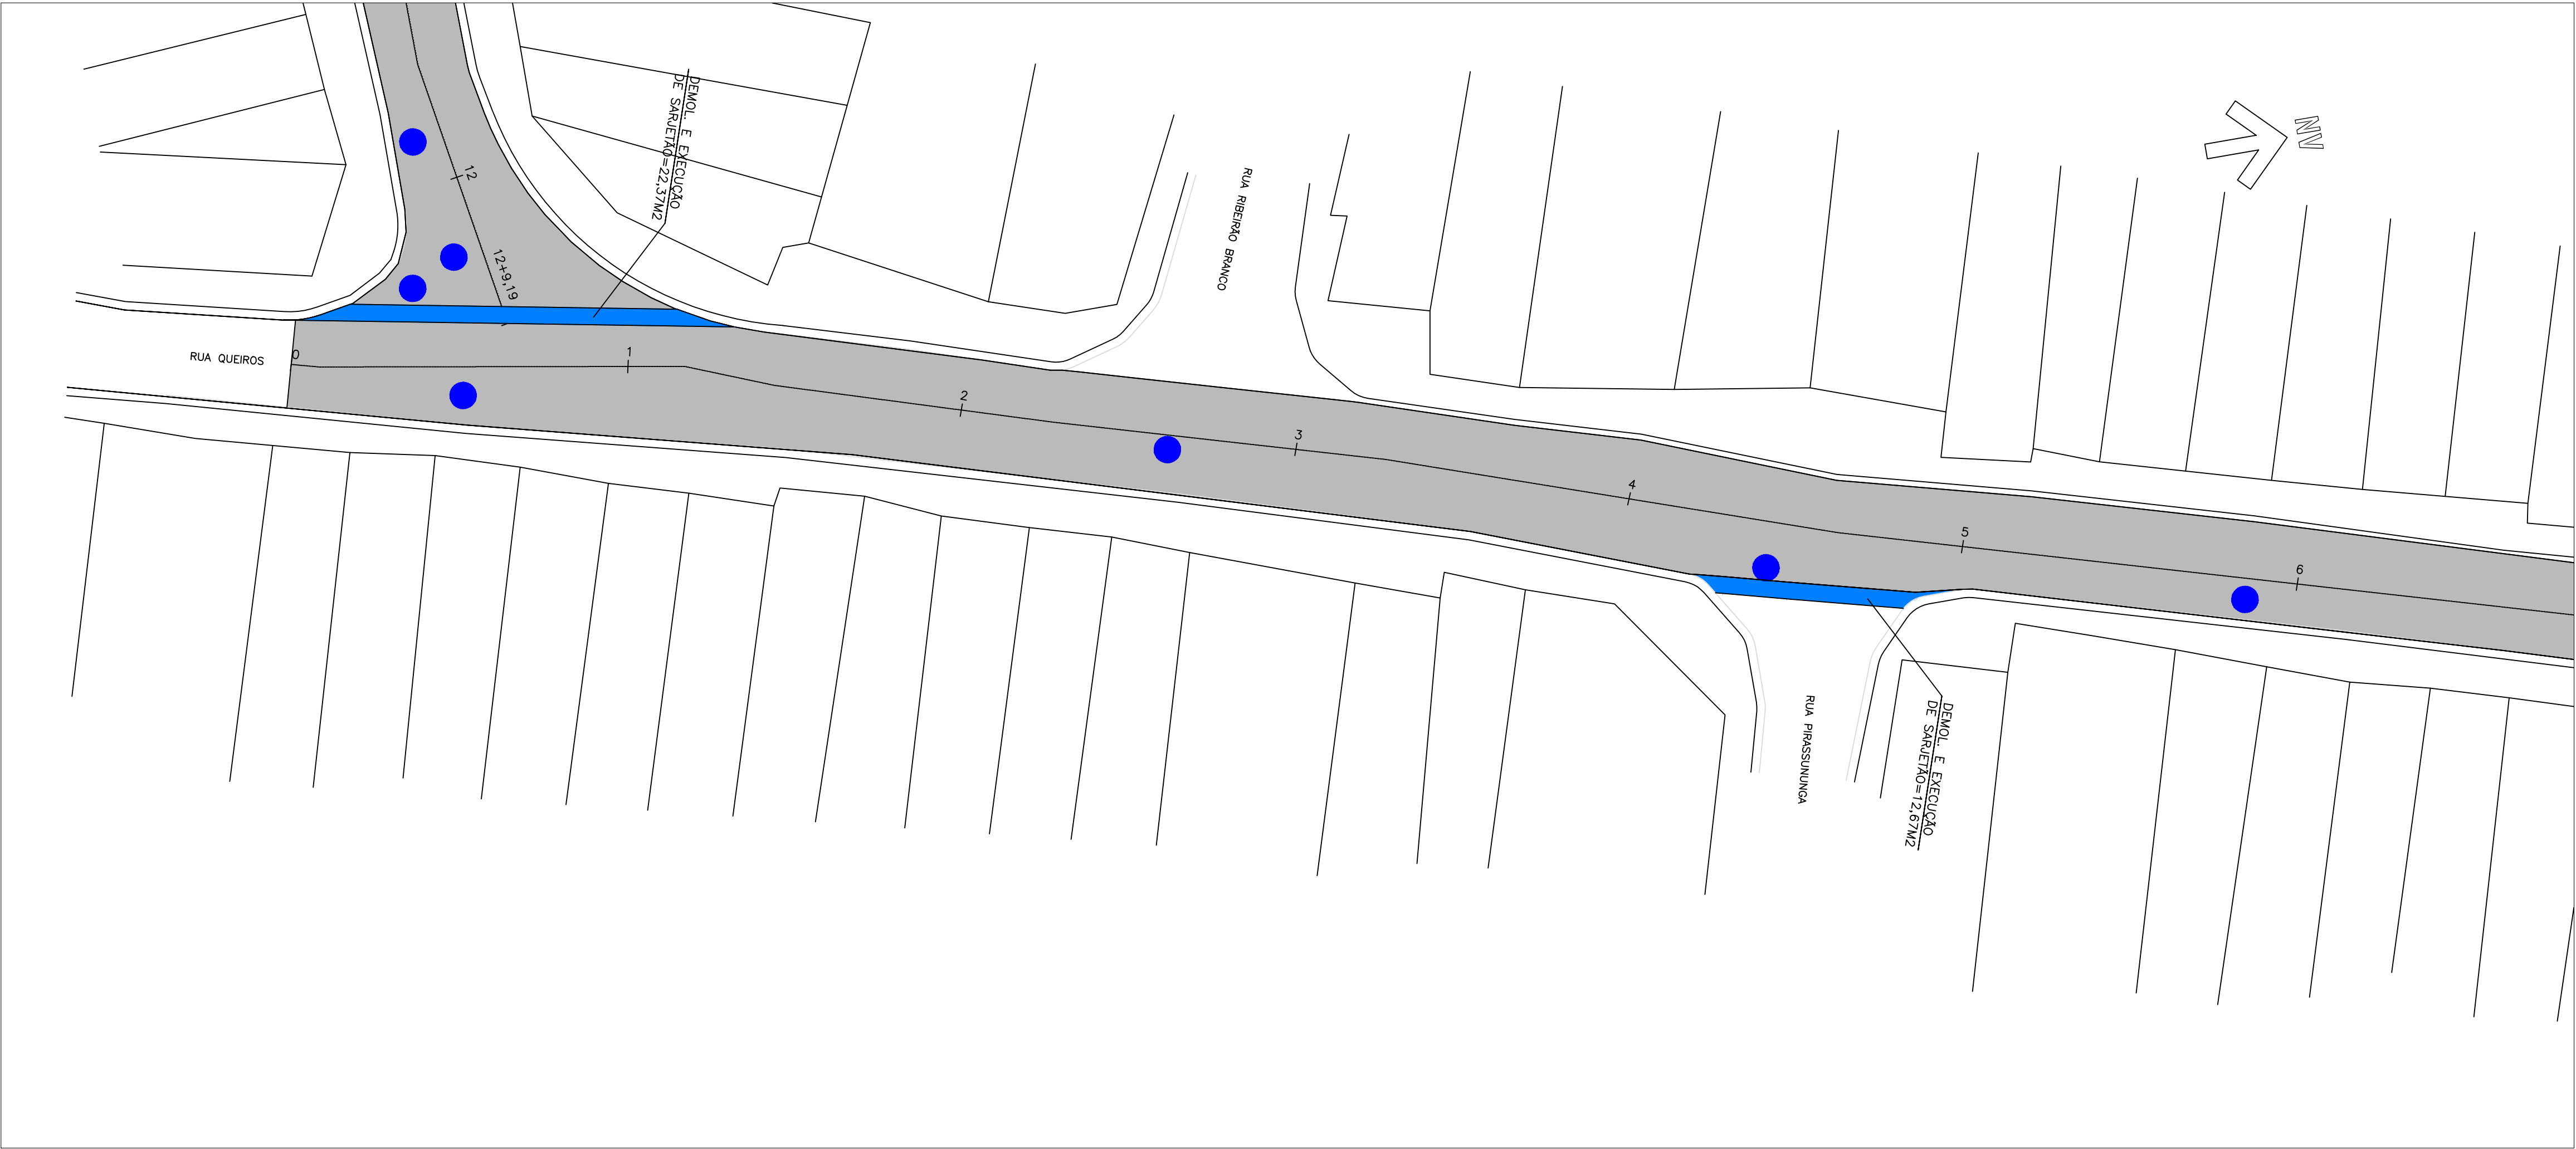 DEMOL. E EXECUÇÃO
DE SARJETÃO=22,37M2
12
12+9,19
RUA RIBEIRÃO BRANCO
NV
RUA QUEIROS
0
1
2
3
4
5
6
RUA PIRASSUNUNGA
DEMOL. E EXECUÇÃO
DE SARJETÃO=12,67M2